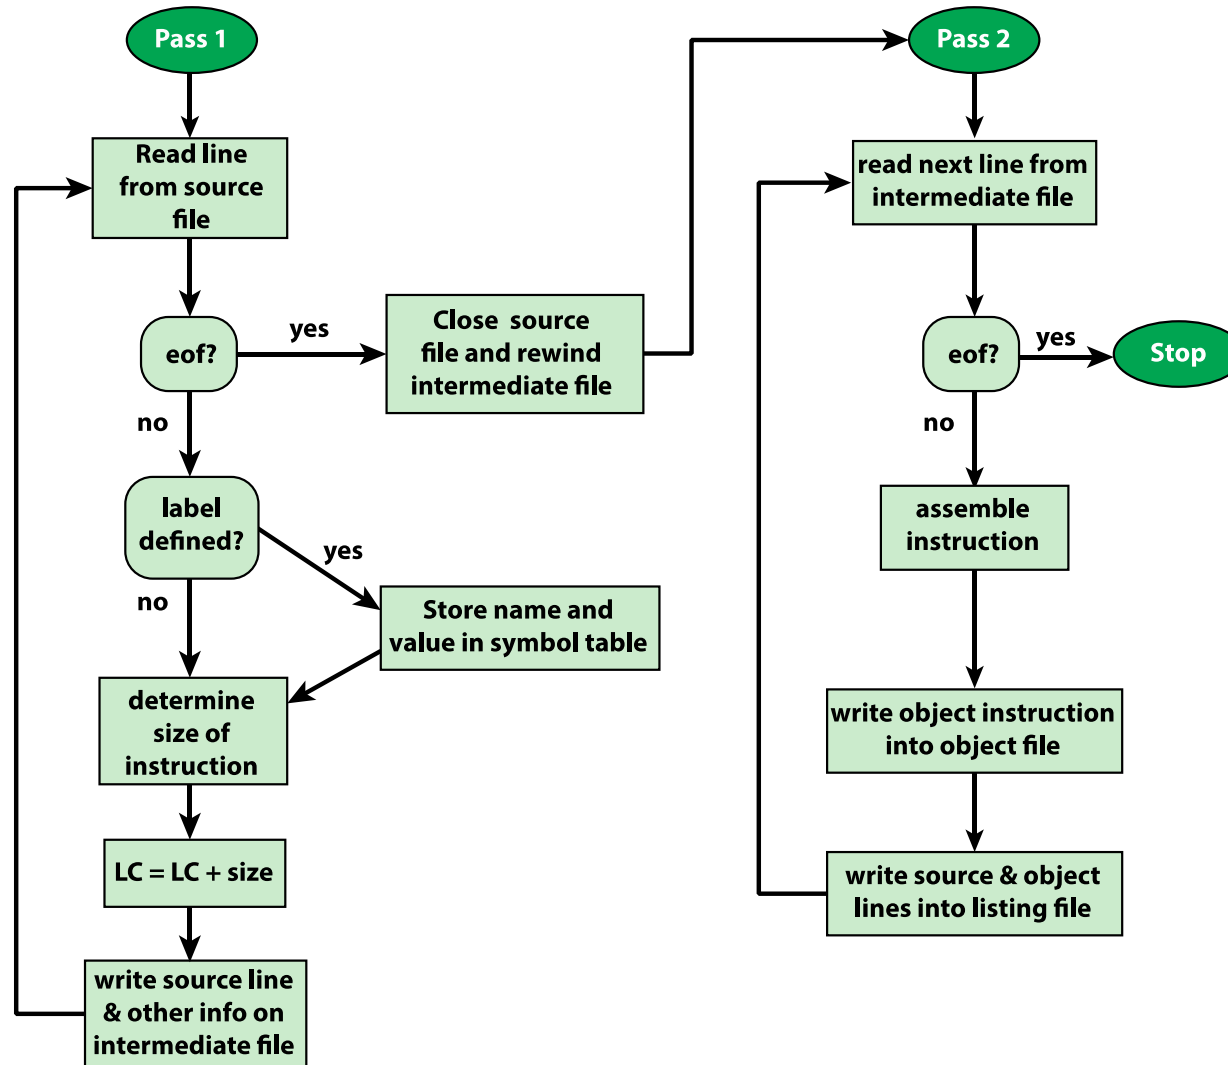 Pass 1
Read line
from source
file
eof?
yes
no
Close source
file and rewind
intermediate file
label
defined?
yes
no
Store name and
value in symbol table
determine
size of
instruction
LC = LC + size
write source line
& other info on
intermediate file
Pass 2
read next line from
intermediate file
eof?
yes
Stop
no
assemble
instruction
write object instruction
into object file
write source & object
lines into listing file